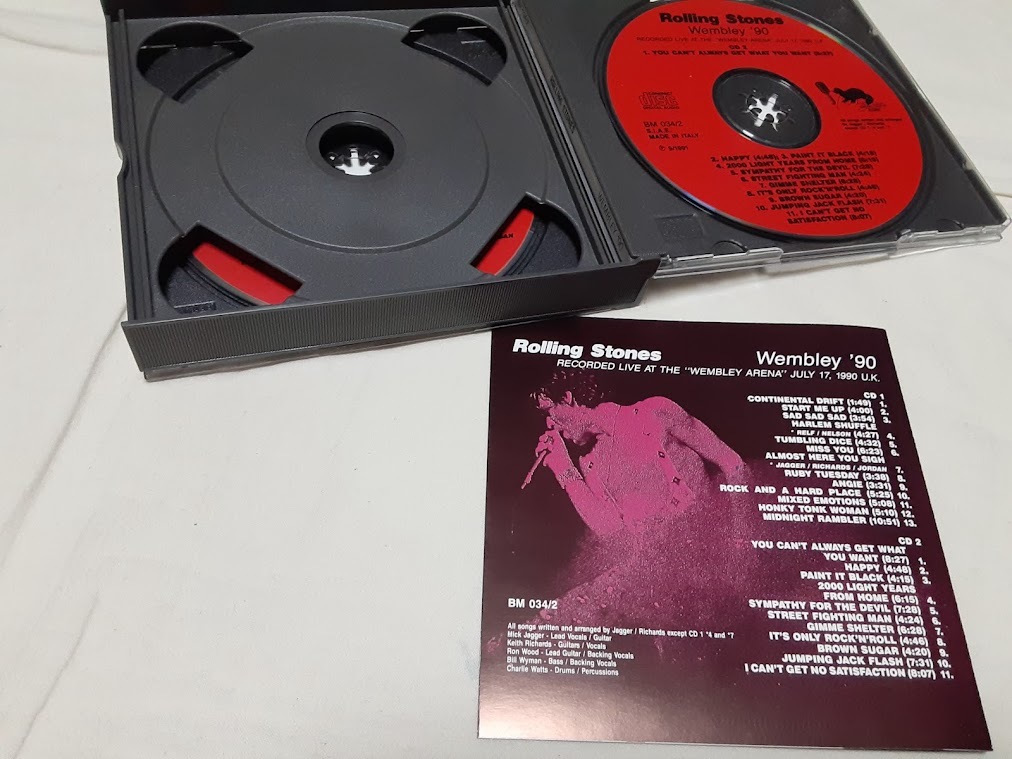 Rolling Stones
Wembley '90
RECORDED LIVE AT THE "WEMBLEY ARENA" JULY 17, 1990 U.K.
CD 2
1. YOU CAN'T ALWAYS GET WHAT YOU WANT (8:27)
COMPACT
disc
DIGITAL AUDIO
BM 034/2
S.I.A.E.
MADE IN ITALY
℗ 5/1991
2. HAPPY (4:48); 3. PAINT IT BLACK (4:15)
4. 2000 LIGHT YEARS FROM HOME (6:15)
5. SYMPATHY FOR THE DEVIL (7:28)
6. STREET FIGHTING MAN (4:24)
7. GIMME SHELTER (6:28)
8. IT'S ONLY ROCK'N'ROLL (4:46)
9. BROWN SUGAR (4:20)
10. JUMPING JACK FLASH (7:31)
11. I CAN'T GET NO
SATISFACTION (8:07)
Rolling Stones
Wembley '90
RECORDED LIVE AT THE "WEMBLEY ARENA" JULY 17, 1990 U.K.
CD 1
CONTINENTAL DRIFT (1:49) 1.
START ME UP (4:00) 2.
SAD SAD SAD (3:54) 3.
HARLEM SHUFFLE
* RELF / NELSON (4:27) 4.
TUMBLING DICE (4:32) 5.
MISS YOU (6:23) 6.
ALMOST HERE YOU SIGH
* JAGGER / RICHARDS / JORDAN 7.
RUBY TUESDAY (3:38) 8.
ANGIE (3:31) 9.
ROCK AND A HARD PLACE (5:25) 10.
MIXED EMOTIONS (5:08) 11.
HONKY TONK WOMAN (5:10) 12.
MIDNIGHT RAMBLER (10:51) 13.
CD 2
YOU CAN'T ALWAYS GET WHAT
YOU WANT (8:27) 1.
HAPPY (4:48) 2.
PAINT IT BLACK (4:15) 3.
2000 LIGHT YEARS
FROM HOME (6:15) 4.
SYMPATHY FOR THE DEVIL (7:28) 5.
STREET FIGHTING MAN (4:24) 6.
GIMME SHELTER (6:28) 7.
IT'S ONLY ROCK'N'ROLL (4:46) 8.
BROWN SUGAR (4:20) 9.
JUMPING JACK FLASH (7:31) 10.
I CAN'T GET NO SATISFACTION (8:07) 11.
BM 034/2
All songs written and arranged by Jagger / Richards except CD 1 *4 and *7
Mick Jagger - Lead Vocals / Guitar
Keith Richards - Guitars / Vocals
Ron Wood - Lead Guitar / Backing Vocals
Bill Wyman - Bass / Backing Vocals
Charlie Watts - Drums / Percussions